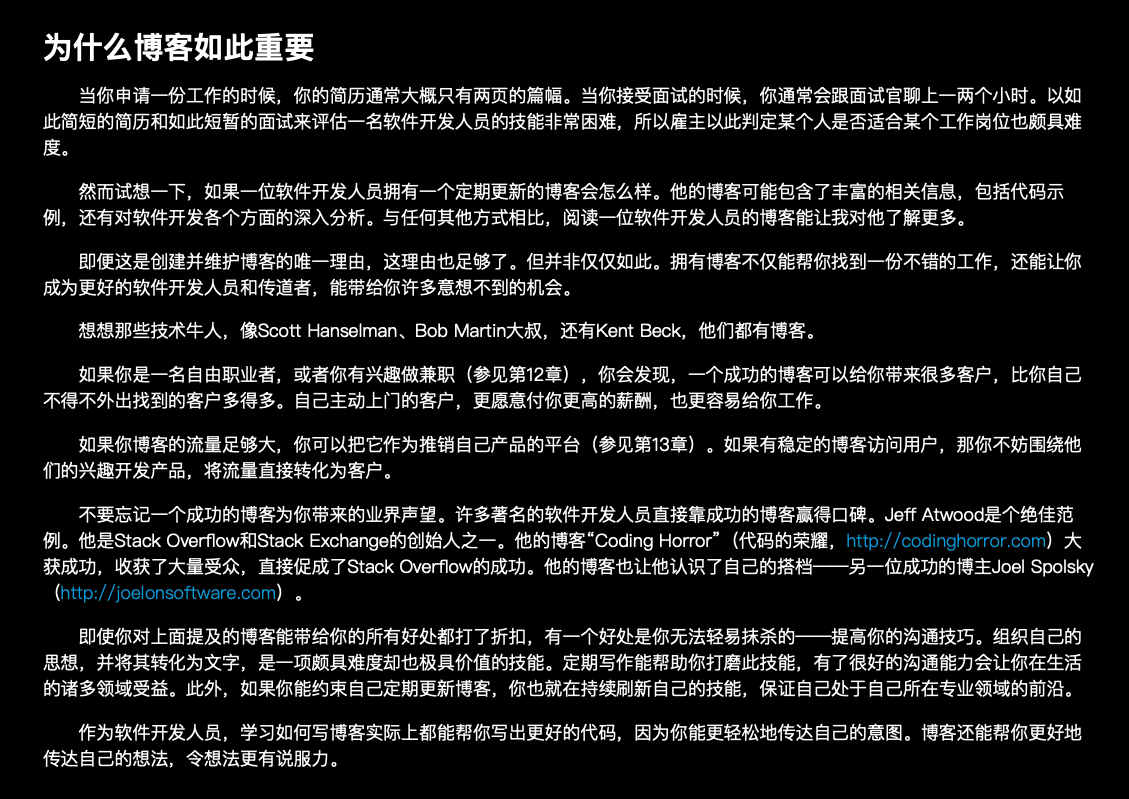 为什么博客如此重要
当你申请一份工作的时候，你的简历通常大概只有两页的篇幅。当你接受面试的时候，你通常会跟面试官聊上一两个小时。以如
此简短的简历和如此短暂的面试来评估一名软件开发人员的技能非常困难，所以雇主以此判定某个人是否适合某个工作岗位也颇具难
度。
然而试想一下，如果一位软件开发人员拥有一个定期更新的博客会怎么样。他的博客可能包含了丰富的相关信息，包括代码示
例，还有对软件开发各个方面的深入分析。与任何其他方式相比，阅读一位软件开发人员的博客能让我对他了解更多。
即便这是创建并维护博客的唯一理由，这理由也足够了。但并非仅仅如此。拥有博客不仅能帮你找到一份不错的工作，还能让你
成为更好的软件开发人员和传道者，能带给你许多意想不到的机会。
想想那些技术牛人，像Scott Hanselman、Bob Martin大叔，还有Kent Beck，他们都有博客。
如果你是一名自由职业者，或者你有兴趣做兼职（参见第12章），你会发现，一个成功的博客可以给你带来很多客户，比你自己
不得不外出找到的客户多得多。自己主动上门的客户，更愿意付你更高的薪酬，也更容易给你工作。
如果你博客的流量足够大，你可以把它作为推销自己产品的平台（参见第13章）。如果有稳定的博客访问用户，那你不妨围绕他
们的兴趣开发产品，将流量直接转化为客户。
不要忘记一个成功的博客为你带来的业界声望。许多著名的软件开发人员直接靠成功的博客赢得口碑。Jeff Atwood是个绝佳范
例。他是Stack Overflow和Stack Exchange的创始人之一。他的博客“Coding Horror”（代码的荣耀，http://codinghorror.com）大
获成功，收获了大量受众，直接促成了Stack Overflow的成功。他的博客也让他认识了自己的搭档——另一位成功的博主Joel Spolsky
（http://joelonsoftware.com）。
即使你对上面提及的博客能带给你的所有好处都打了折扣，有一个好处是你无法轻易抹杀的——提高你的沟通技巧。组织自己的
思想，并将其转化为文字，是一项颇具难度却也极具价值的技能。定期写作能帮助你打磨此技能，有了很好的沟通能力会让你在生活
的诸多领域受益。此外，如果你能约束自己定期更新博客，你也就在持续刷新自己的技能，保证自己处于自己所在专业领域的前沿。
作为软件开发人员，学习如何写博客实际上都能帮你写出更好的代码，因为你能更轻松地传达自己的意图。博客还能帮你更好地
传达自己的想法，令想法更有说服力。